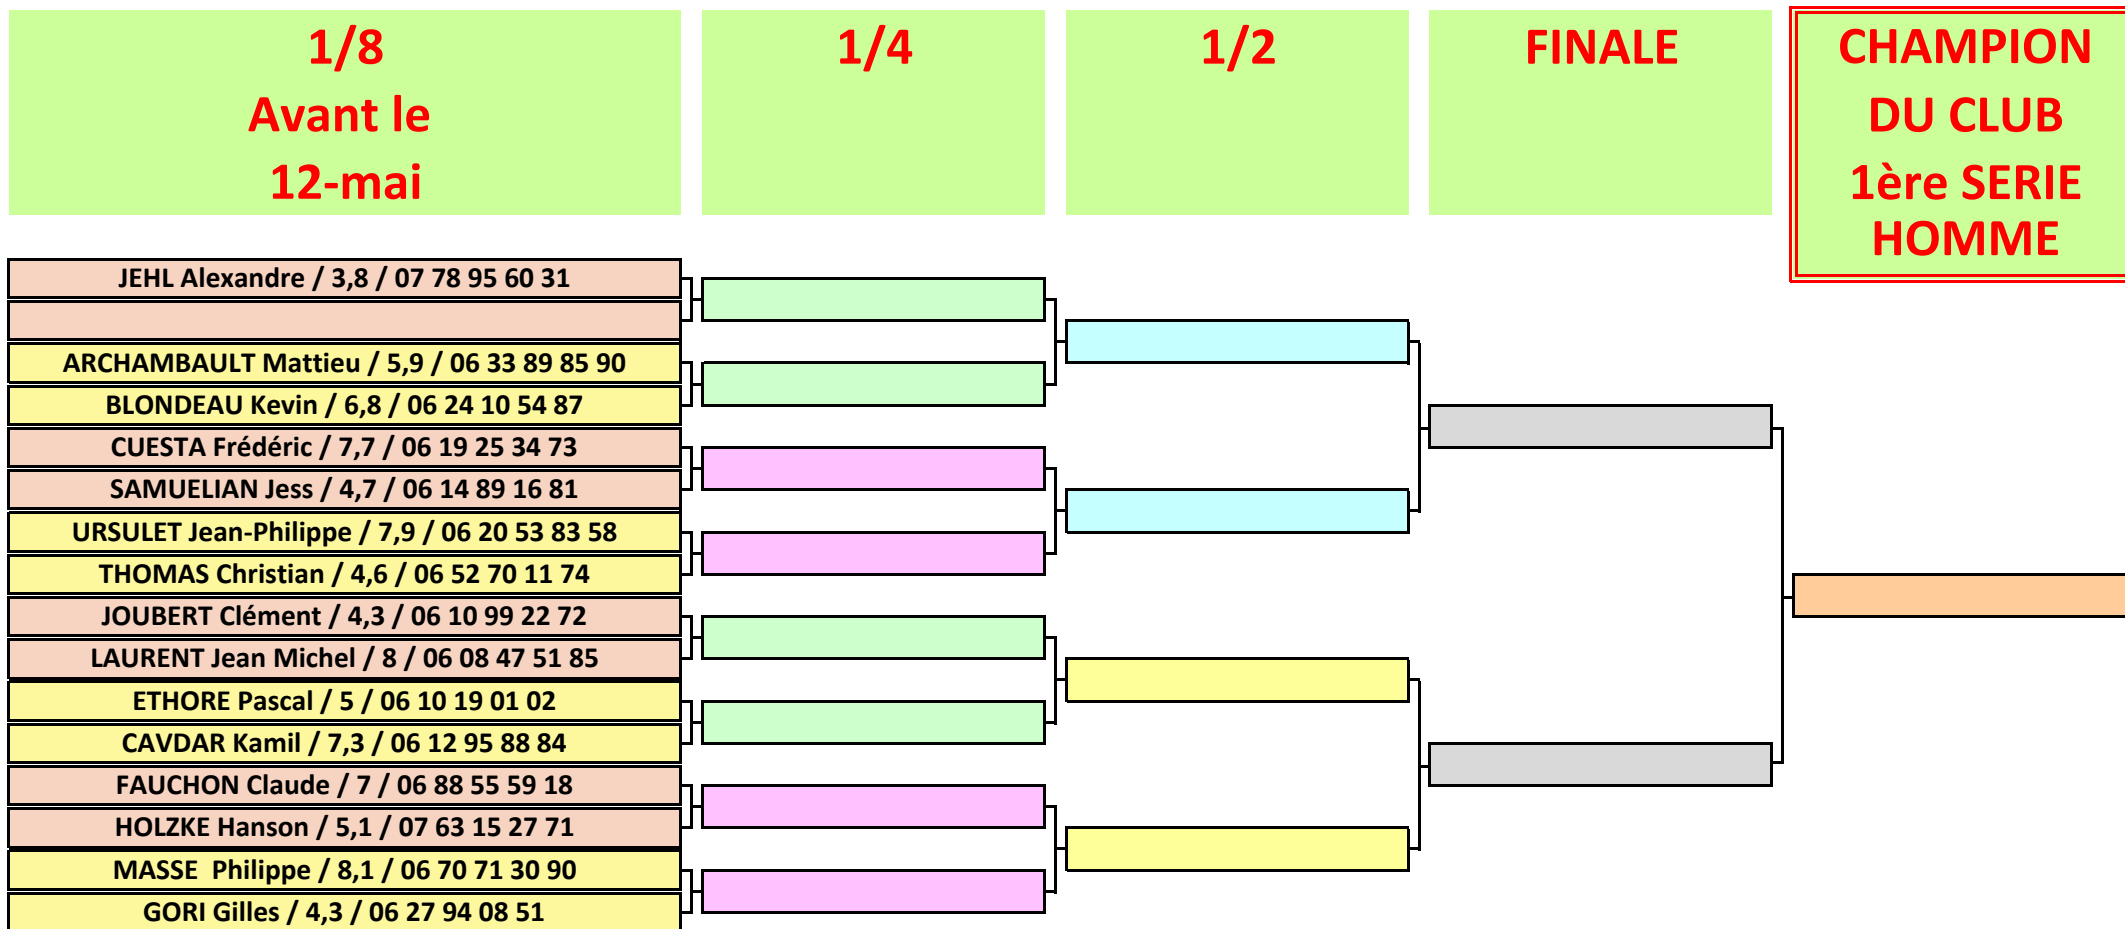 1/8
Avant le
12-mai
1/4
1/2
FINALE
CHAMPION
DU CLUB
1ère SERIE
HOMME
JEHL Alexandre / 3,8 / 07 78 95 60 31
ARCHAMBAULT Mattieu / 5,9 / 06 33 89 85 90
BLONDEAU Kevin / 6,8 / 06 24 10 54 87
CUESTA Frédéric / 7,7 / 06 19 25 34 73
SAMUELIAN Jess / 4,7 / 06 14 89 16 81
URSULET Jean-Philippe / 7,9 / 06 20 53 83 58
THOMAS Christian / 4,6 / 06 52 70 11 74
JOUBERT Clément / 4,3 / 06 10 99 22 72
LAURENT Jean Michel / 8 / 06 08 47 51 85
ETHORE Pascal / 5 / 06 10 19 01 02
CAVDAR Kamil / 7,3 / 06 12 95 88 84
FAUCHON Claude / 7 / 06 88 55 59 18
HOLZKE Hanson / 5,1 / 07 63 15 27 71
MASSE  Philippe / 8,1 / 06 70 71 30 90
GORI Gilles / 4,3 / 06 27 94 08 51